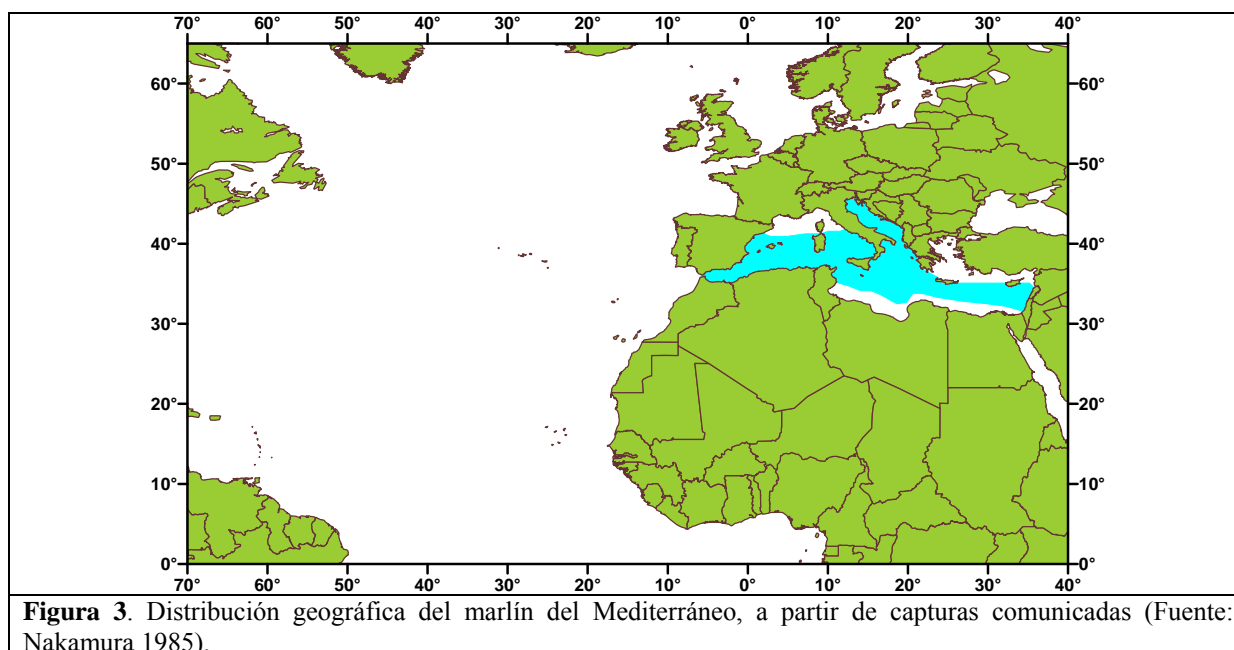 70° 60° 50° 40° 30° 20° 10° 0° 10° 20° 30° 40°
60° 60°
50° 50°
40° 40°
30° 30°
20° 20°
10° 10°
0° 0°
70° 60° 50° 40° 30° 20° 10° 0° 10° 20° 30° 40°
Figura 3. Distribución geográfica del marlín del Mediterráneo, a partir de capturas comunicadas (Fuente:
Nakamura 1985).